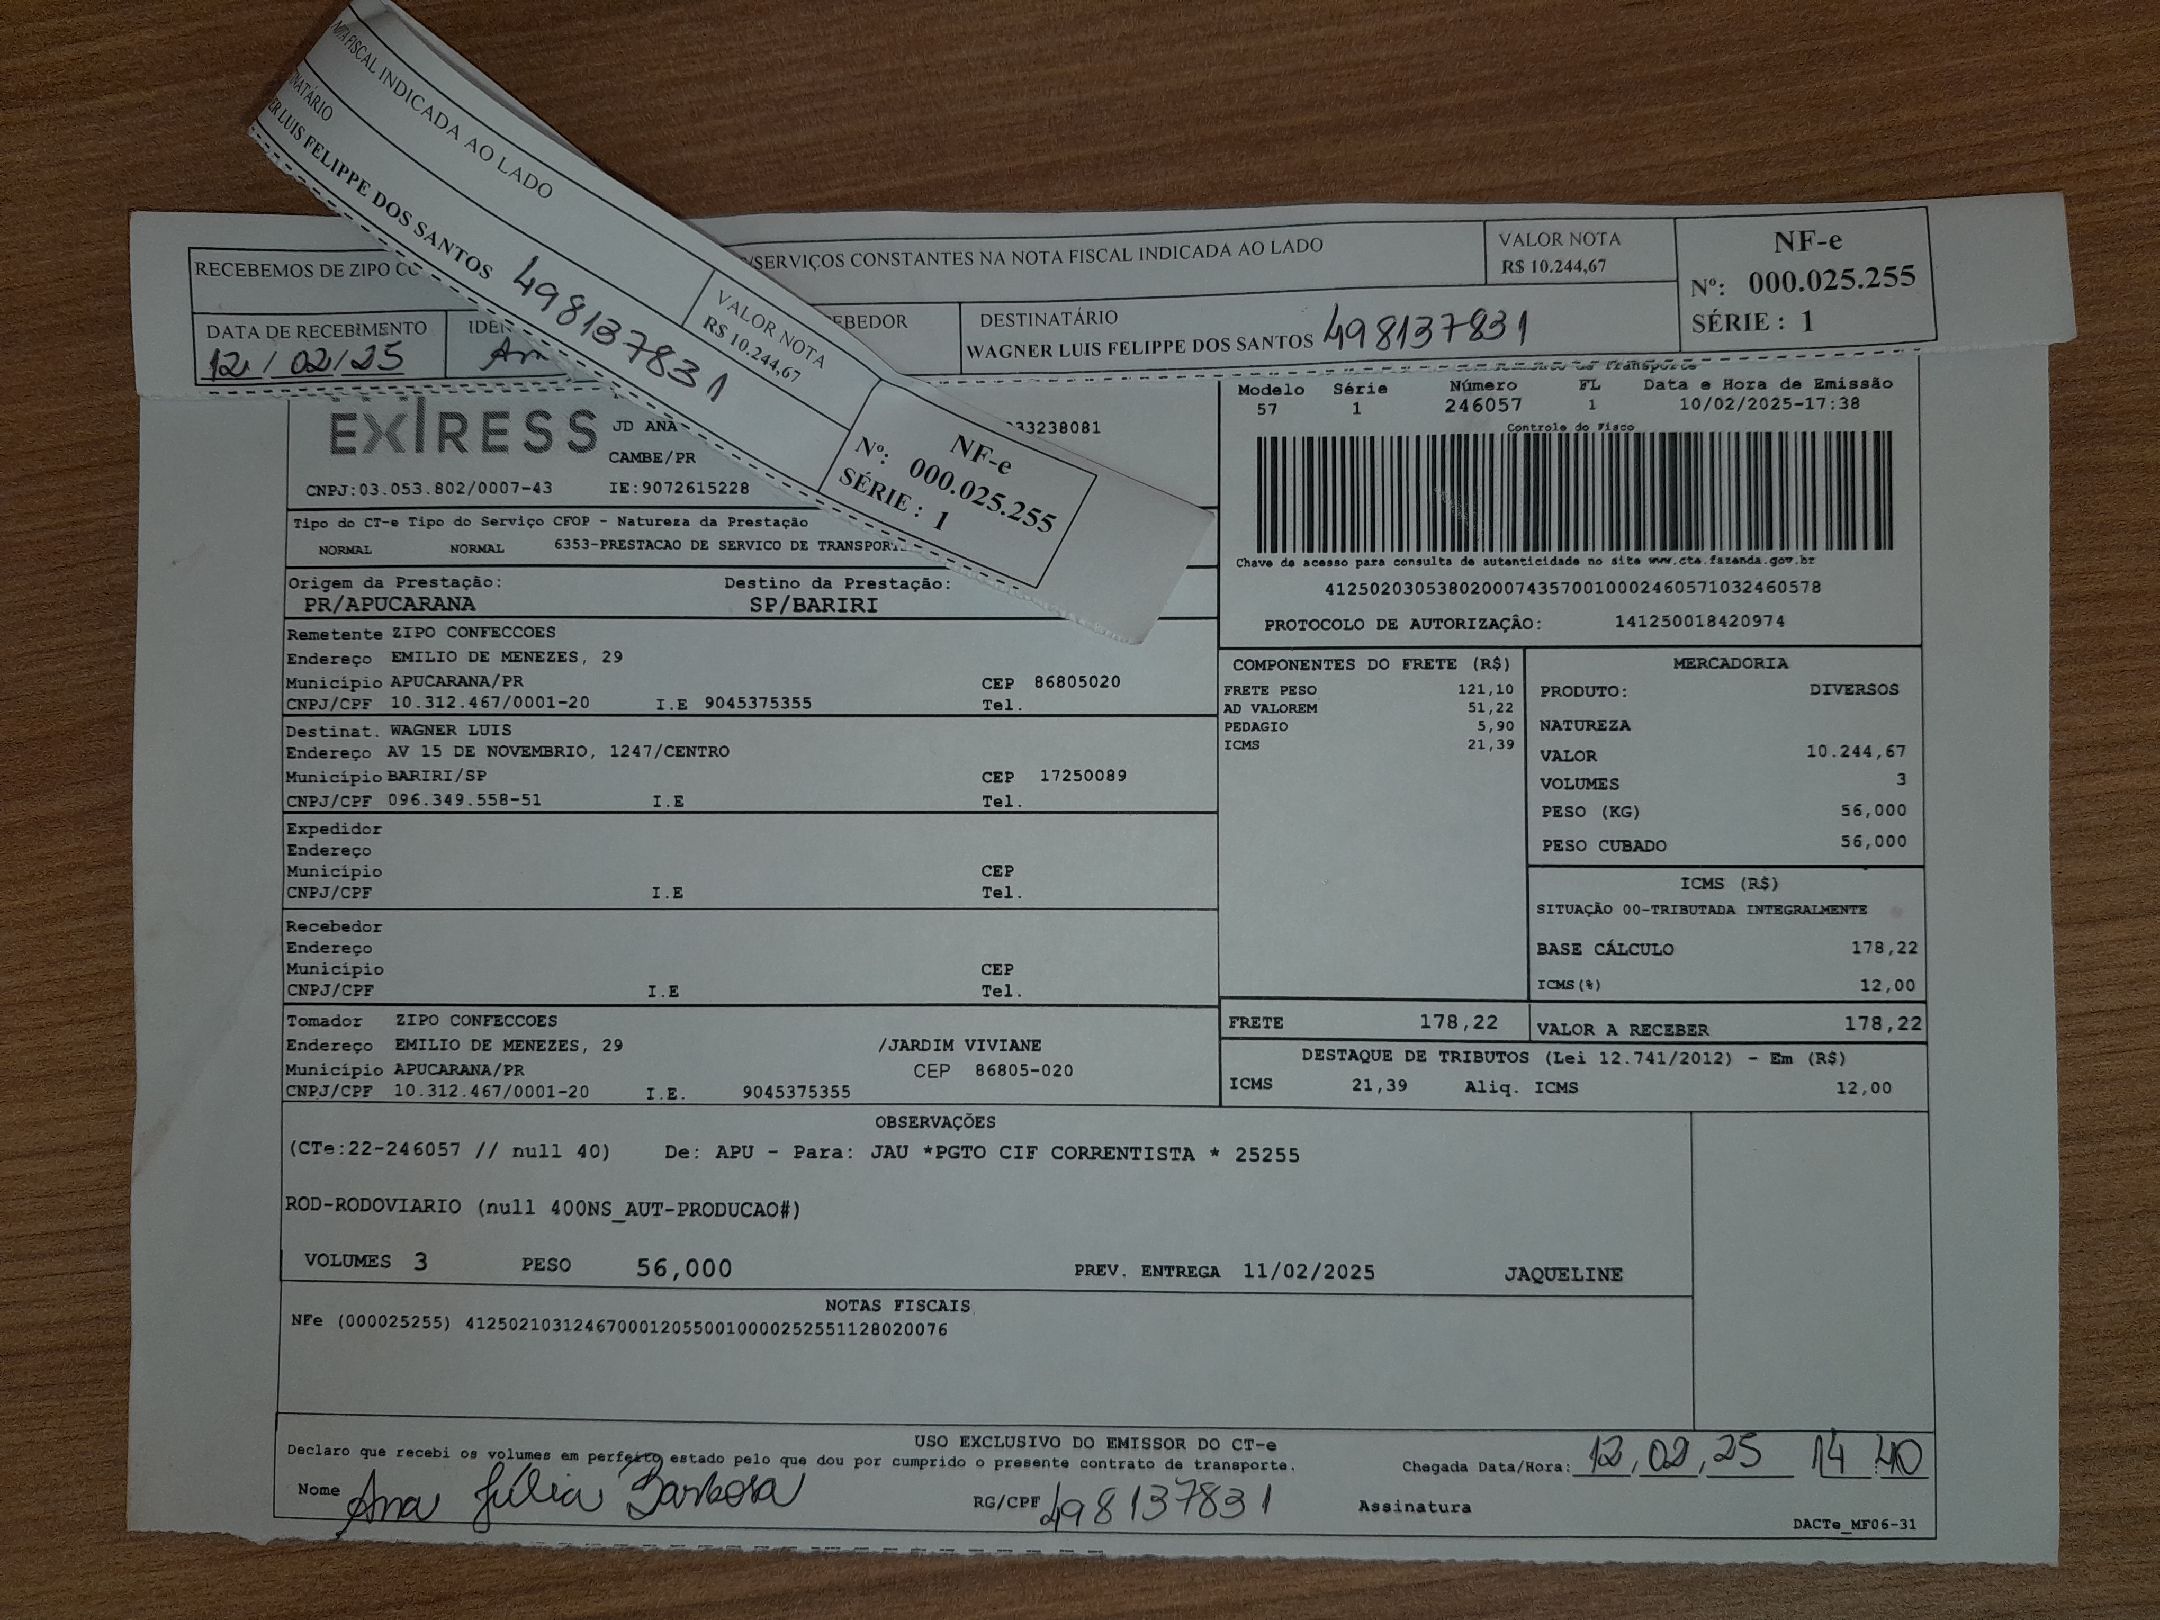 NOTA FISCAL INDICADA AO LADO
VALOR NOTA
R$ 10.244,67
LUIS FELIPPE DOS SANTOS 498137831
NF-e
Nº: 000.025.255
SÉRIE : 1
RECEBEMOS DE ZIPO
SERVIÇOS CONSTANTES NA NOTA FISCAL INDICADA AO LADO
VALOR NOTA
R$ 10.244,67
NF-e
Nº: 000.025.255
SÉRIE : 1
DATA DE RECEBIMENTO
12/02/25
DESTINATÁRIO
WAGNER LUIS FELIPPE DOS SANTOS 498137831
EXPRESS
JD ANA
CAMBE/PR
CNPJ:03.053.802/0007-43 IE:9072615228
33238081
Modelo Série Número FL Data e Hora de Emissão
57 1 246057 1 10/02/2025-17:38
Controle do Fisco
Chave de acesso para consulta de autenticidade no site www.cte.fazenda.gov.br
41250203053802000743570010002460571032460578
PROTOCOLO DE AUTORIZAÇÃO: 141250018420974
Tipo do CT-e Tipo do Serviço CFOP - Natureza da Prestação
NORMAL NORMAL 6353-PRESTACAO DE SERVICO DE
Origem da Prestação: Destino da Prestação:
PR/APUCARANA SP/BARIRI
Remetente ZIPO CONFECCOES
Endereço EMILIO DE MENEZES, 29
Município APUCARANA/PR CEP 86805020
CNPJ/CPF 10.312.467/0001-20 I.E 9045375355 Tel.
Destinat. WAGNER LUIS
Endereço AV 15 DE NOVEMBRIO, 1247/CENTRO
Município BARIRI/SP CEP 17250089
CNPJ/CPF 096.349.558-51 I.E Tel.
Expedidor
Endereço
Município CEP
CNPJ/CPF I.E Tel.
Recebedor
Endereço
Município CEP
CNPJ/CPF I.E Tel.
Tomador ZIPO CONFECCOES
Endereço EMILIO DE MENEZES, 29 /JARDIM VIVIANE
Município APUCARANA/PR CEP 86805-020
CNPJ/CPF 10.312.467/0001-20 I.E. 9045375355
COMPONENTES DO FRETE (R$)
FRETE PESO 121,10
AD VALOREM 51,22
PEDAGIO 5,90
ICMS 21,39
MERCADORIA
PRODUTO: DIVERSOS
NATUREZA
VALOR 10.244,67
VOLUMES 3
PESO (KG) 56,000
PESO CUBADO 56,000
ICMS (R$)
SITUAÇÃO 00-TRIBUTADA INTEGRALMENTE
BASE CÁLCULO 178,22
ICMS(%) 12,00
FRETE 178,22 VALOR A RECEBER 178,22
DESTAQUE DE TRIBUTOS (Lei 12.741/2012) - Em (R$)
ICMS 21,39 Aliq. ICMS 12,00
OBSERVAÇÕES
(CTe:22-246057 // null 40) De: APU - Para: JAU *PGTO CIF CORRENTISTA * 25255
ROD-RODOVIARIO (null 400NS_AUT-PRODUCAO#)
VOLUMES 3 PESO 56,000 PREV. ENTREGA 11/02/2025 JAQUELINE
NOTAS FISCAIS
NFe (000025255) 41250210312467000120550010000252551128020076
USO EXCLUSIVO DO EMISSOR DO CT-e
Declaro que recebi os volumes em perfeito estado pelo que dou por cumprido o presente contrato de transporte.
Chegada Data/Hora: 12,02,25 14 40
Nome Ana Júlia Barbosa RG/CPF 498137831 Assinatura
DACTe_MF06-31